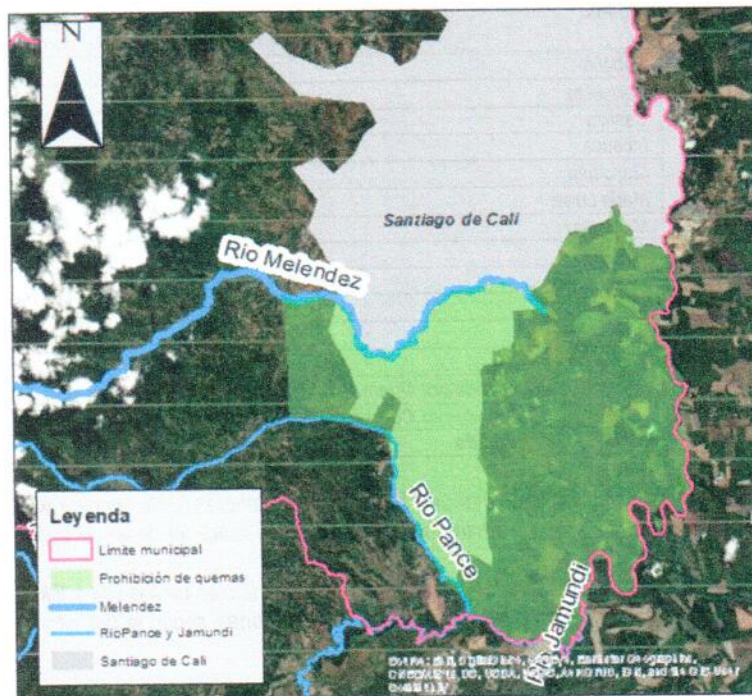 N
Santiago de Cali
Rio Melendez
Rio Pance
Jamundi
Leyenda
Limite municipal
Prohibición de quemas
Melendez
RioPance y Jamundi
Santiago de Cali